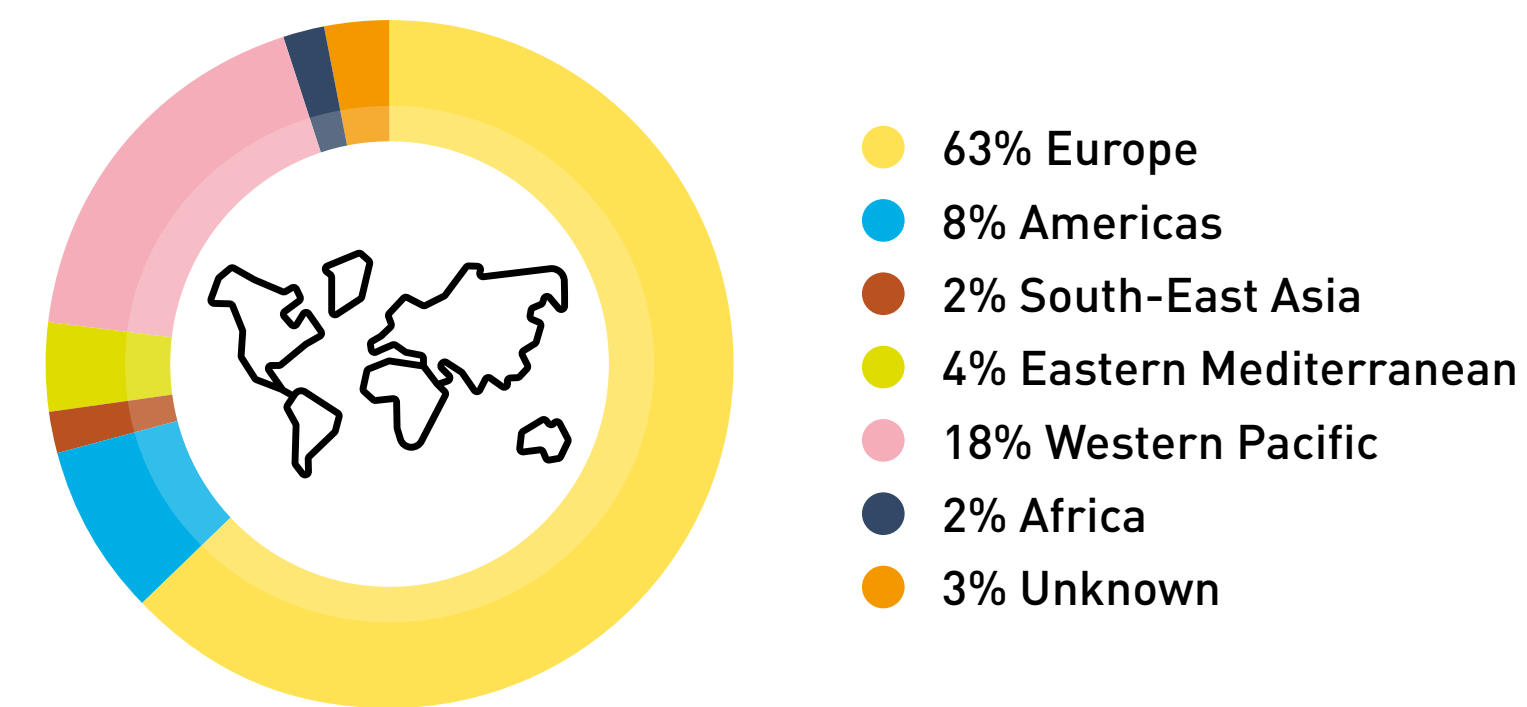 63% Europe
8% Americas
2% South-East Asia
4% Eastern Mediterranean
18% Western Pacific
2% Africa
3% Unknown